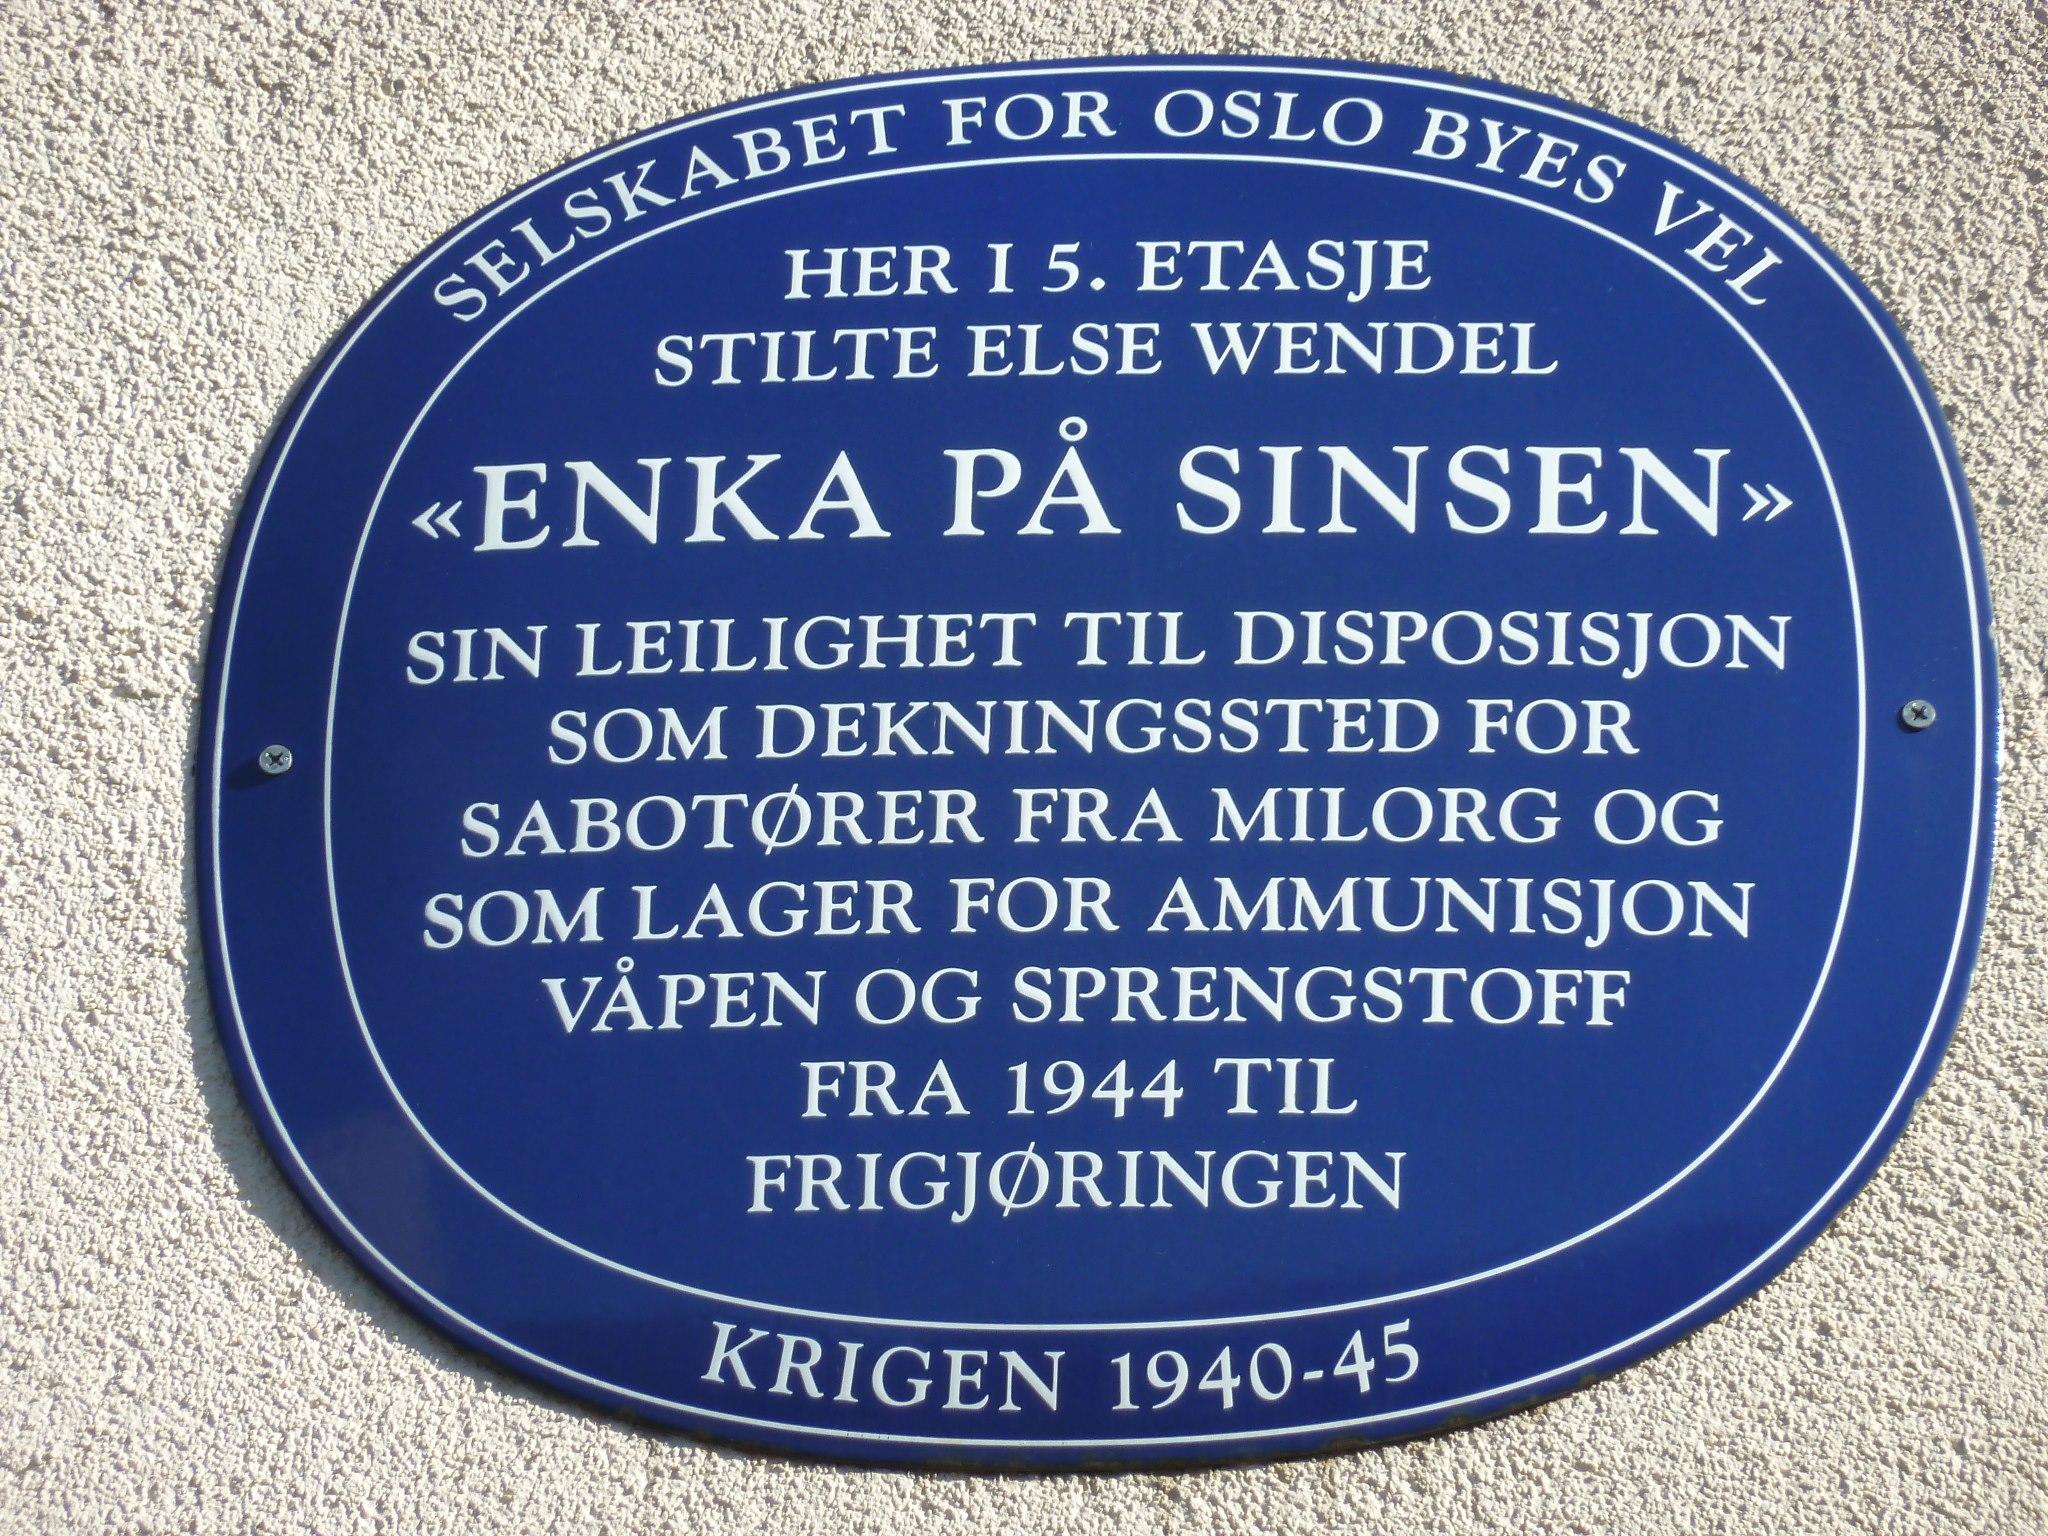 SELSKABET FOR OSLO BYES VEL
HER I 5. ETASJE
STILTE ELSE WENDEL
«ENKA PÅ SINSEN»
SIN LEILIGHET TIL DISPOSISJON
SOM DEKNINGSSTED FOR
SABOTØRER FRA MILORG OG
SOM LAGER FOR AMMUNISJON
VÅPEN OG SPRENGSTOFF
FRA 1944 TIL
FRIGJØRINGEN
KRIGEN 1940-45